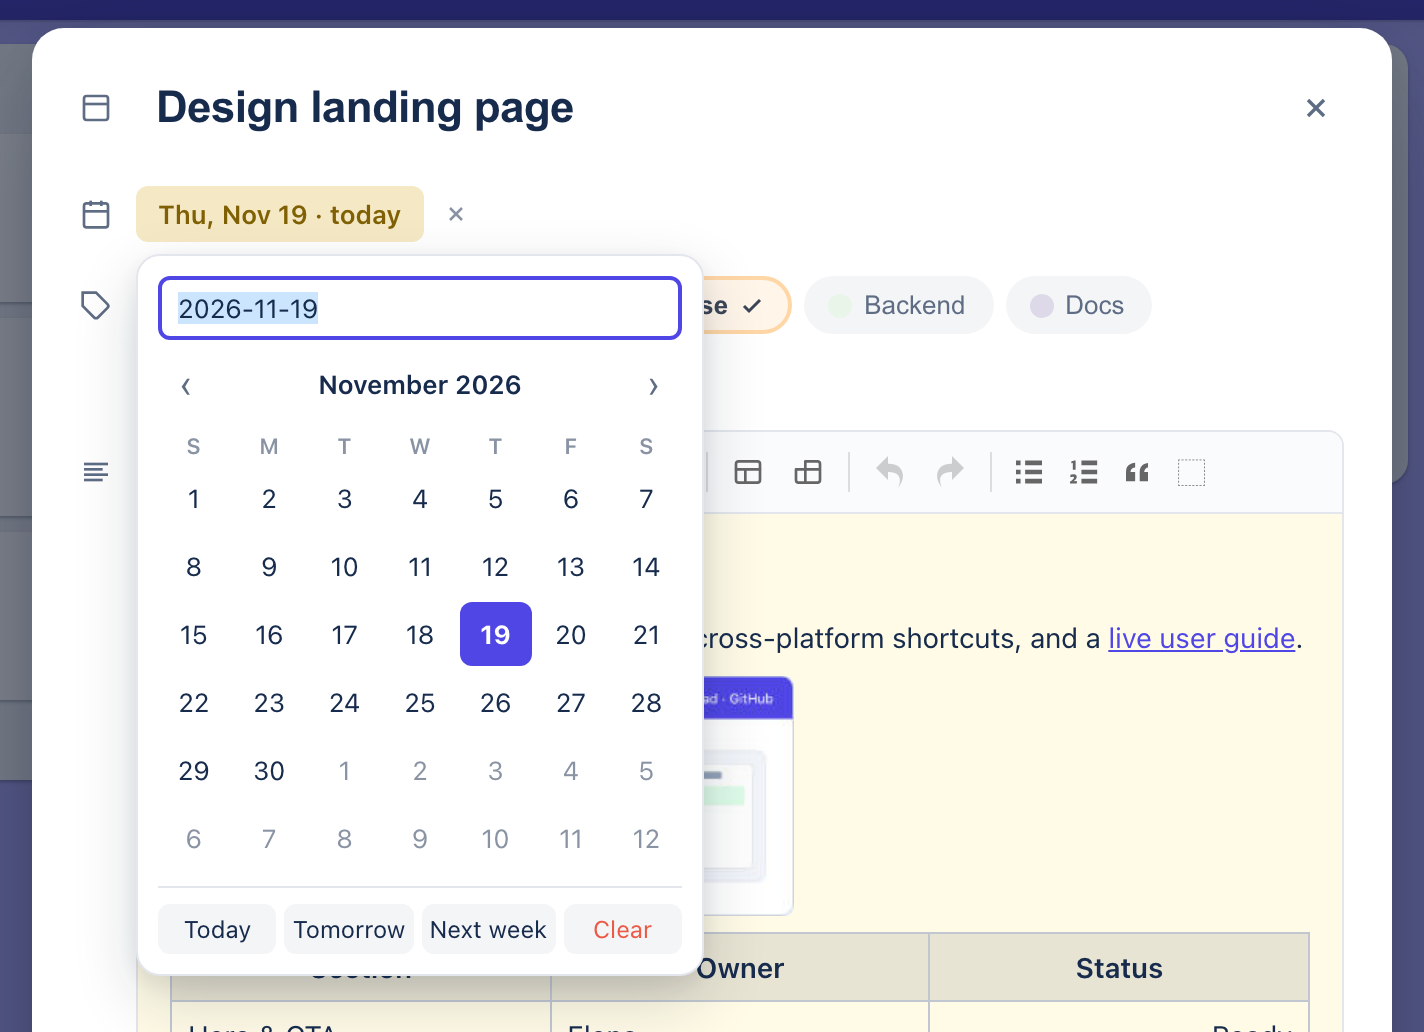 Design landing page
Thu, Nov 19 · today
2026-11-19
Backend
Docs
November 2026
S M T W T F S
1 2 3 4 5 6 7
8 9 10 11 12 13 14
15 16 17 18 19 20 21
22 23 24 25 26 27 28
29 30 1 2 3 4 5
6 7 8 9 10 11 12
cross-platform shortcuts, and a live user guide.
· GitHub
Today Tomorrow Next week Clear
Owner Status